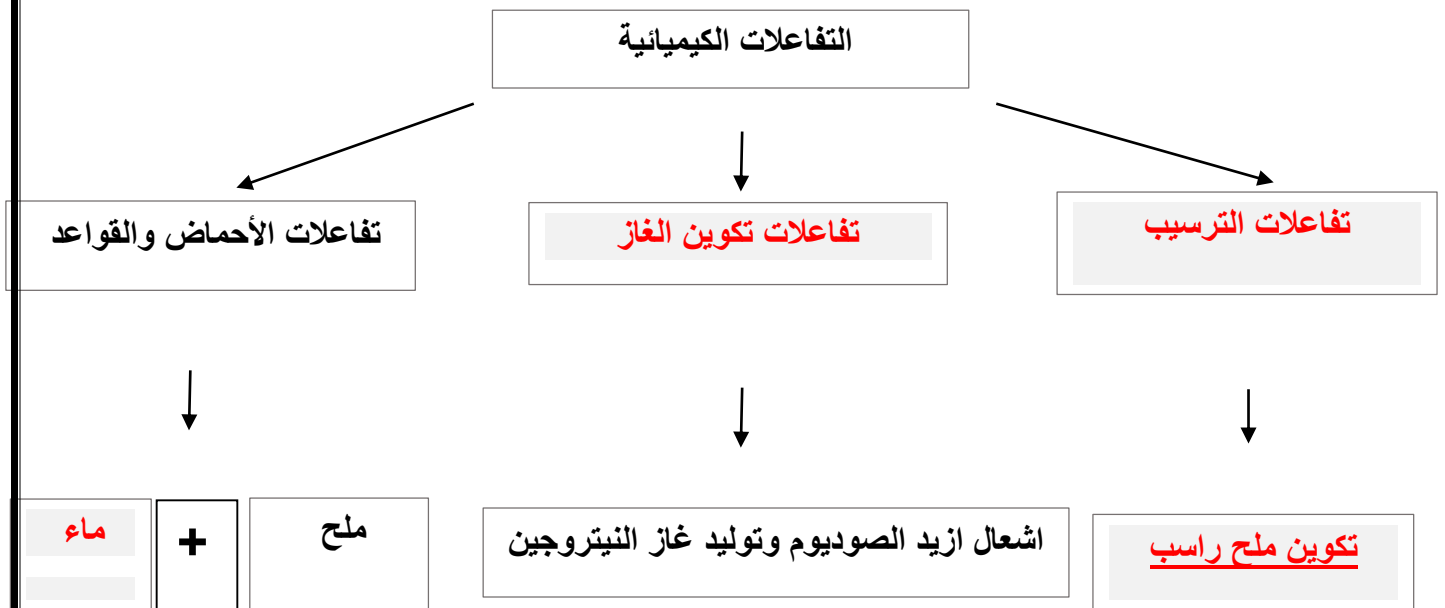 التفاعلات الكيميائية
تفاعلات الترسيب
تفاعلات تكوين الغاز
تفاعلات الأحماض والقواعد
تكوين ملح راسب
اشعال ازيد الصوديوم وتوليد غاز النيتروجين
ملح
+
ماء